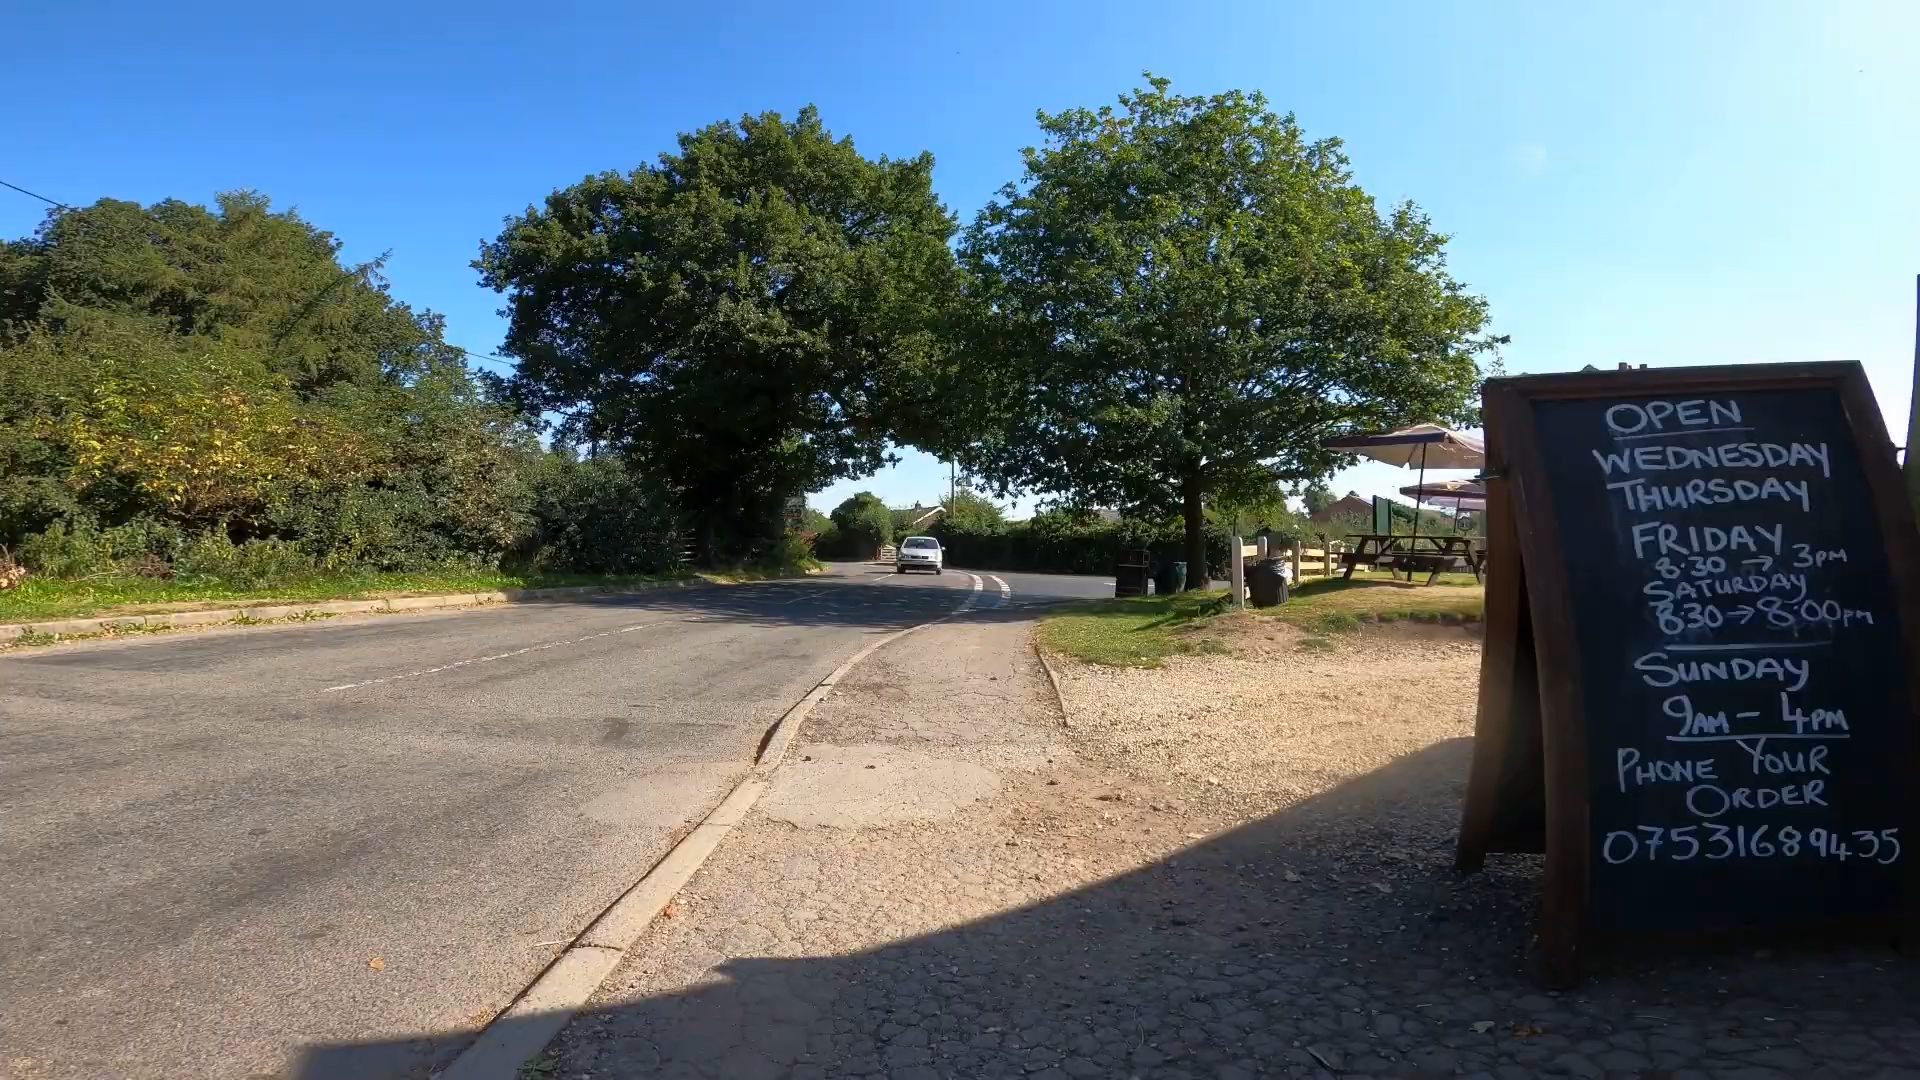 OPEN
WEDNESDAY
THURSDAY
FRIDAY
8:30 → 3PM
SATURDAY
8:30 → 8:00PM
SUNDAY
9AM - 4PM
PHONE YOUR
ORDER
07531689435